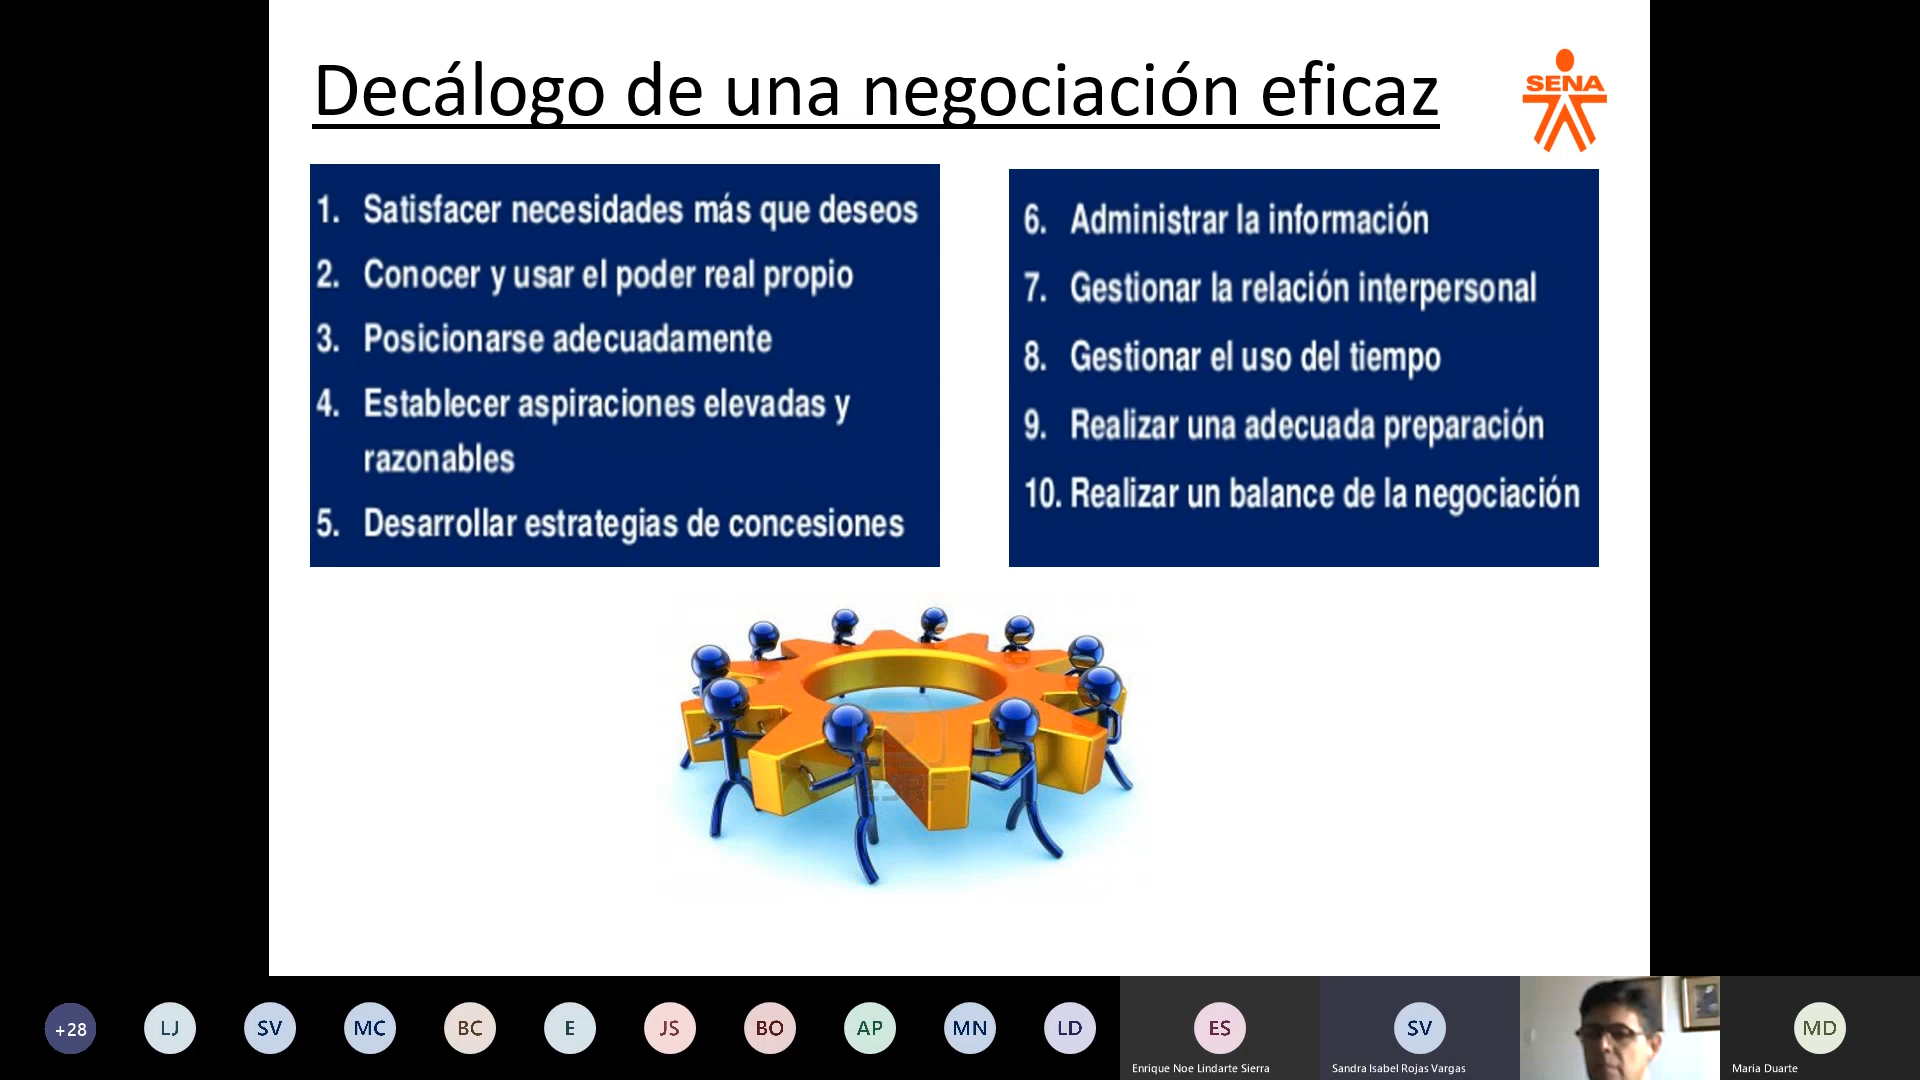 Decálogo de una negociación eficaz
SENA
1. Satisfacer necesidades más que deseos
2. Conocer y usar el poder real propio
3. Posicionarse adecuadamente
4. Establecer aspiraciones elevadas y
razonables
5. Desarrollar estrategias de concesiones
6. Administrar la información
7. Gestionar la relación interpersonal
8. Gestionar el uso del tiempo
9. Realizar una adecuada preparación
10. Realizar un balance de la negociación
+28
LJ
SV
MC
BC
E
JS
BO
AP
MN
LD
ES
Enrique Noe Lindarte Sierra
SV
Sandra Isabel Rojas Vargas
MD
Maria Duarte